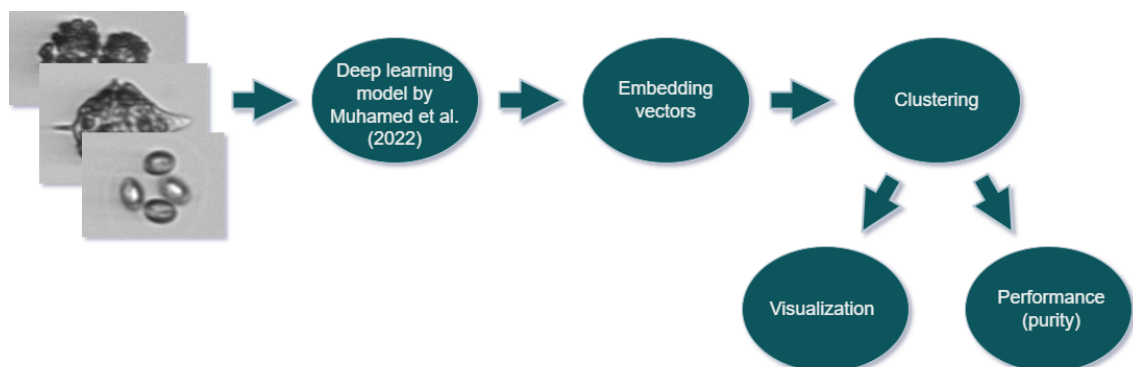 Deep learning
model by
Muhamed et al.
(2022)
Embedding
vectors
Clustering
Visualization
Performance
(purity)